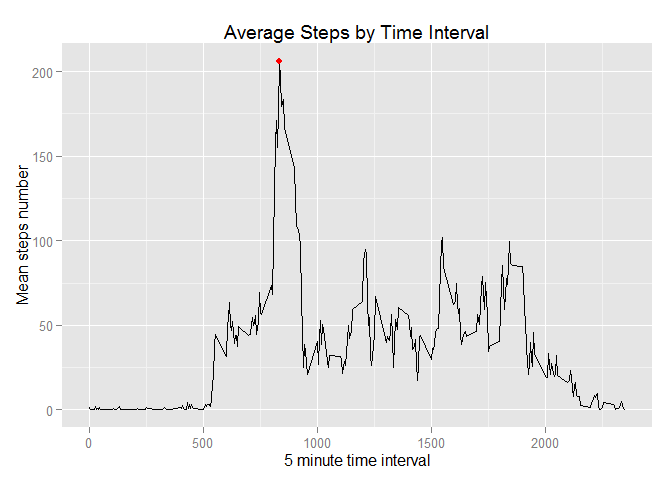 Average Steps by Time Interval
Mean steps number
200
150
100
50
0
0 500 1000 1500 2000
5 minute time interval